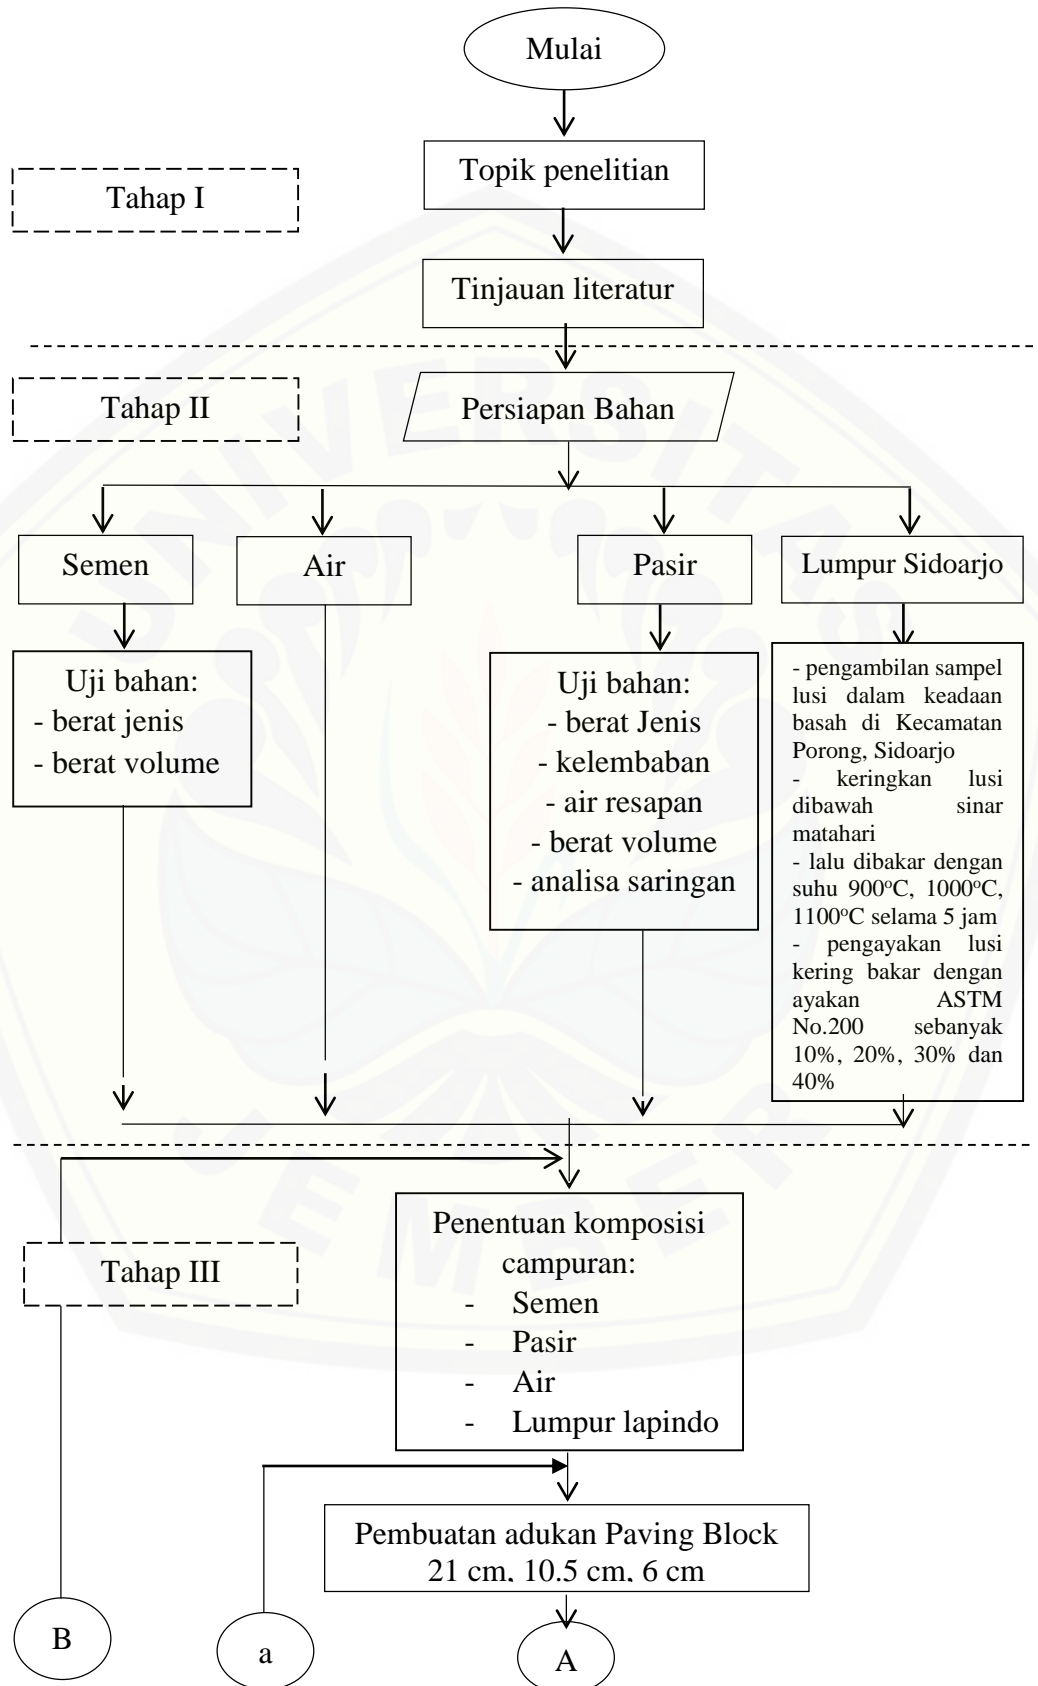 Mulai
Topik penelitian
Tahap I
Tinjauan literatur
Tahap II
Persiapan Bahan
Semen
Air
Pasir
Lumpur Sidoarjo
Uji bahan:
- berat jenis
- berat volume
Uji bahan:
- berat Jenis
- kelembaban
- air resapan
- berat volume
- analisa saringan
- pengambilan sampel
lusi dalam keadaan
basah di Kecamatan
Porong, Sidoarjo
- keringkan lusi
dibawah sinar
matahari
- lalu dibakar dengan
suhu 900°C, 1000°C,
1100°C selama 5 jam
- pengayakan lusi
kering bakar dengan
ayakan ASTM
No.200 sebanyak
10%, 20%, 30% dan
40%
Penentuan komposisi
campuran:
- Semen
- Pasir
- Air
- Lumpur lapindo
Tahap III
Pembuatan adukan Paving Block
21 cm, 10.5 cm, 6 cm
B
a
A
UNIVERSITAS
JEMBER